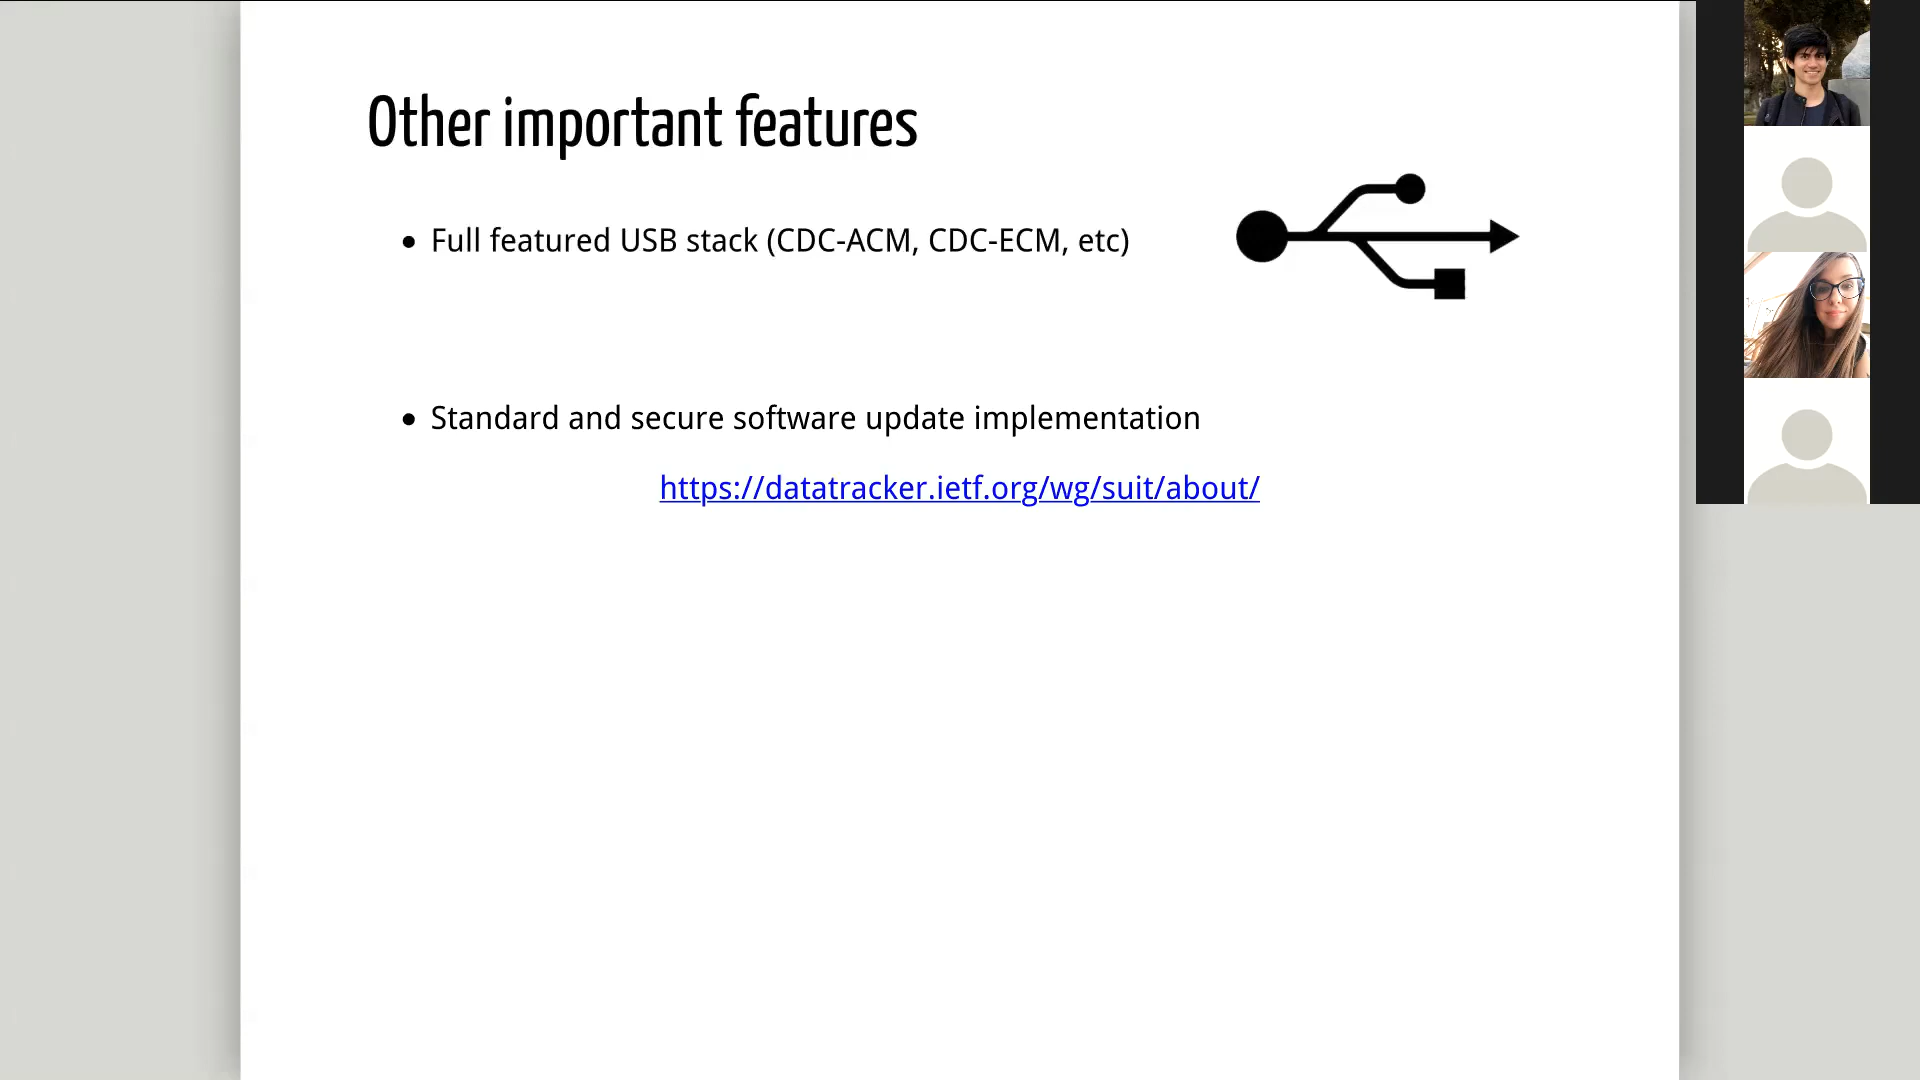 Other important features
• Full featured USB stack (CDC-ACM, CDC-ECM, etc)
• Standard and secure software update implementation
https://datatracker.ietf.org/wg/suit/about/